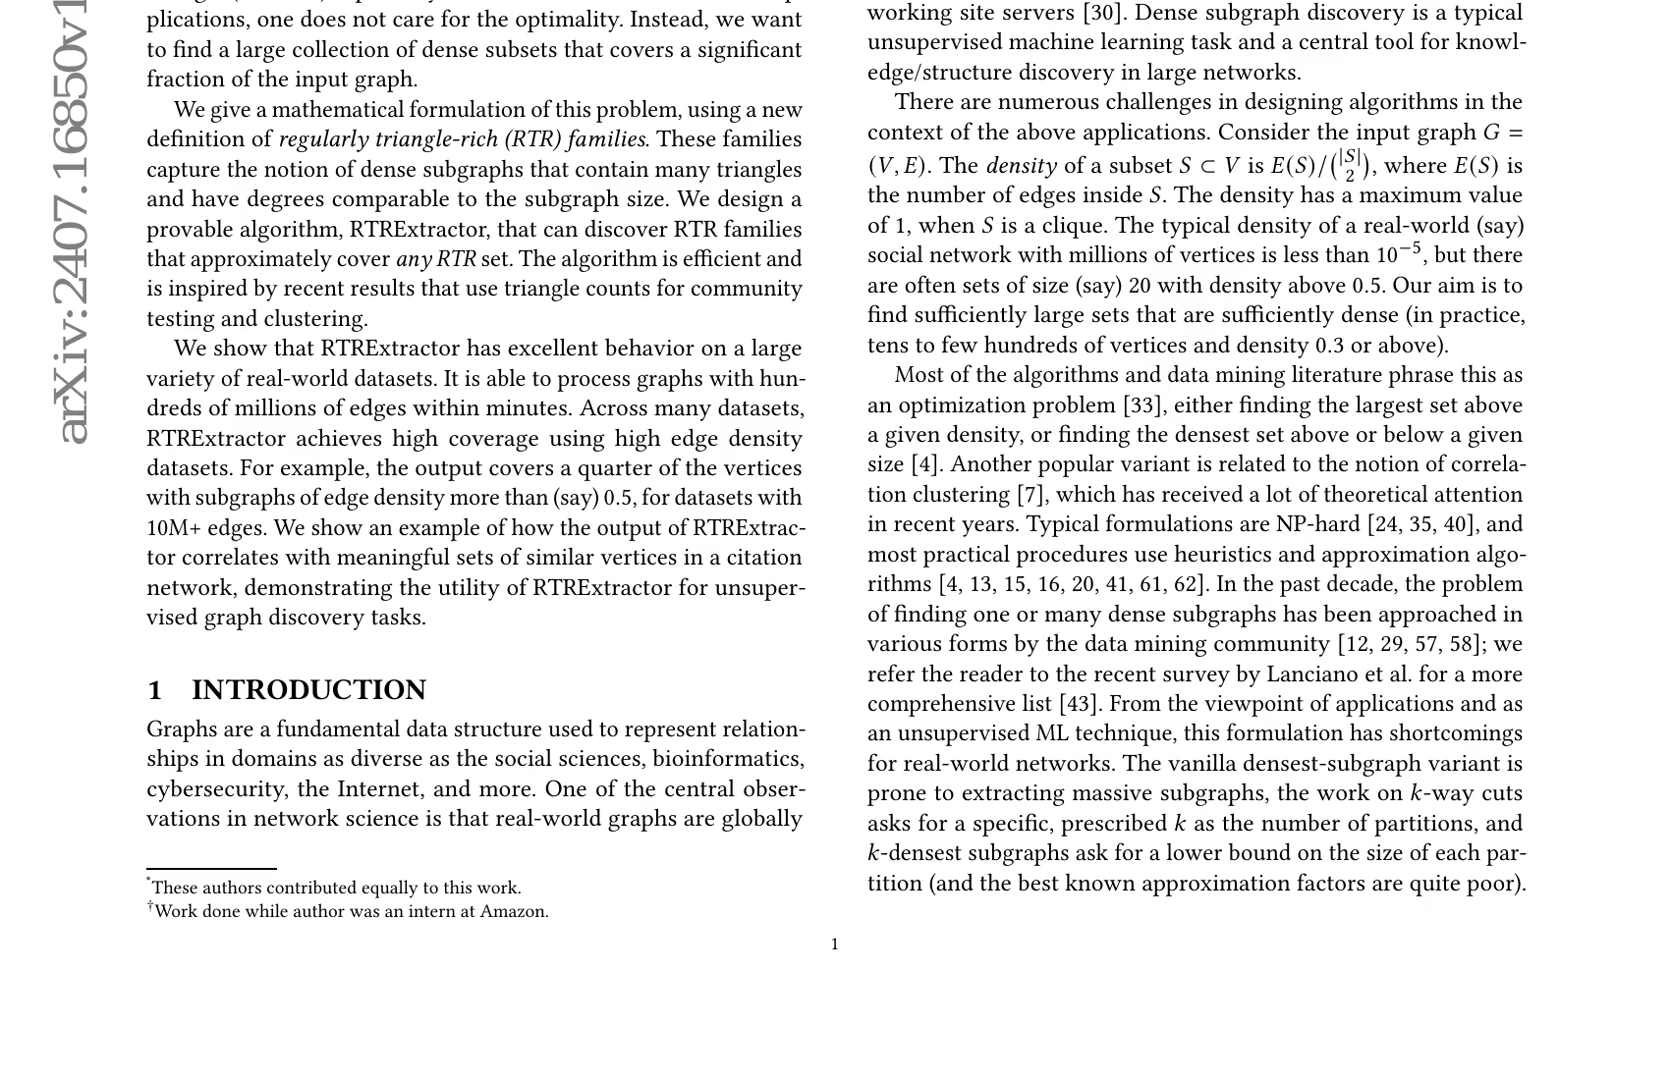 arXiv:2407.16850v1
plications, one does not care for the optimality. Instead, we want
to find a large collection of dense subsets that covers a significant
fraction of the input graph.
We give a mathematical formulation of this problem, using a new
definition of regularly triangle-rich (RTR) families. These families
capture the notion of dense subgraphs that contain many triangles
and have degrees comparable to the subgraph size. We design a
provable algorithm, RTRExtractor, that can discover RTR families
that approximately cover any RTR set. The algorithm is efficient and
is inspired by recent results that use triangle counts for community
testing and clustering.
We show that RTRExtractor has excellent behavior on a large
variety of real-world datasets. It is able to process graphs with hun-
dreds of millions of edges within minutes. Across many datasets,
RTRExtractor achieves high coverage using high edge density
datasets. For example, the output covers a quarter of the vertices
with subgraphs of edge density more than (say) 0.5, for datasets with
10M+ edges. We show an example of how the output of RTRExtrac-
tor correlates with meaningful sets of similar vertices in a citation
network, demonstrating the utility of RTRExtractor for unsuper-
vised graph discovery tasks.
1 INTRODUCTION
Graphs are a fundamental data structure used to represent relation-
ships in domains as diverse as the social sciences, bioinformatics,
cybersecurity, the Internet, and more. One of the central obser-
vations in network science is that real-world graphs are globally
*These authors contributed equally to this work.
†Work done while author was an intern at Amazon.
working site servers [30]. Dense subgraph discovery is a typical
unsupervised machine learning task and a central tool for knowl-
edge/structure discovery in large networks.
There are numerous challenges in designing algorithms in the
context of the above applications. Consider the input graph G =
(V, E). The density of a subset S ⊂ V is E(S)/(|S| 2), where E(S) is
the number of edges inside S. The density has a maximum value
of 1, when S is a clique. The typical density of a real-world (say)
social network with millions of vertices is less than 10⁻⁵, but there
are often sets of size (say) 20 with density above 0.5. Our aim is to
find sufficiently large sets that are sufficiently dense (in practice,
tens to few hundreds of vertices and density 0.3 or above).
Most of the algorithms and data mining literature phrase this as
an optimization problem [33], either finding the largest set above
a given density, or finding the densest set above or below a given
size [4]. Another popular variant is related to the notion of correla-
tion clustering [7], which has received a lot of theoretical attention
in recent years. Typical formulations are NP-hard [24, 35, 40], and
most practical procedures use heuristics and approximation algo-
rithms [4, 13, 15, 16, 20, 41, 61, 62]. In the past decade, the problem
of finding one or many dense subgraphs has been approached in
various forms by the data mining community [12, 29, 57, 58]; we
refer the reader to the recent survey by Lanciano et al. for a more
comprehensive list [43]. From the viewpoint of applications and as
an unsupervised ML technique, this formulation has shortcomings
for real-world networks. The vanilla densest-subgraph variant is
prone to extracting massive subgraphs, the work on k-way cuts
asks for a specific, prescribed k as the number of partitions, and
k-densest subgraphs ask for a lower bound on the size of each par-
tition (and the best known approximation factors are quite poor).
1